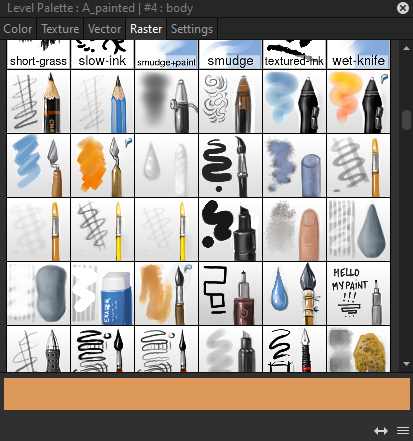 Level Palette : A_painted | #4 : body
Color Texture Vector Raster Settings
short-grass slow-ink smudge+paint smudge textured-ink wet-knife
ERASER
HELLO
MY PAINT
!!!